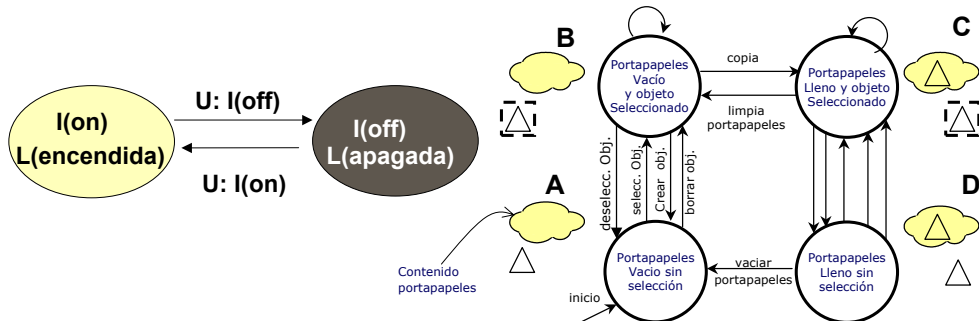 I(on)
L(encendida)
U: I(off)
I(off)
L(apagada)
U: I(on)
B
Portapapeles
Vacío
y objeto
Seleccionado
copia
limpia
portapapeles
C
Portapapeles
Lleno y objeto
Seleccionado
deselecc. Obj.
selecc. Obj.
Crear obj.
borrar obj.
A
Contenido
portapapeles
Portapapeles
Vacio sin
selección
inicio
vaciar
portapapeles
D
Portapapeles
Lleno sin
selección